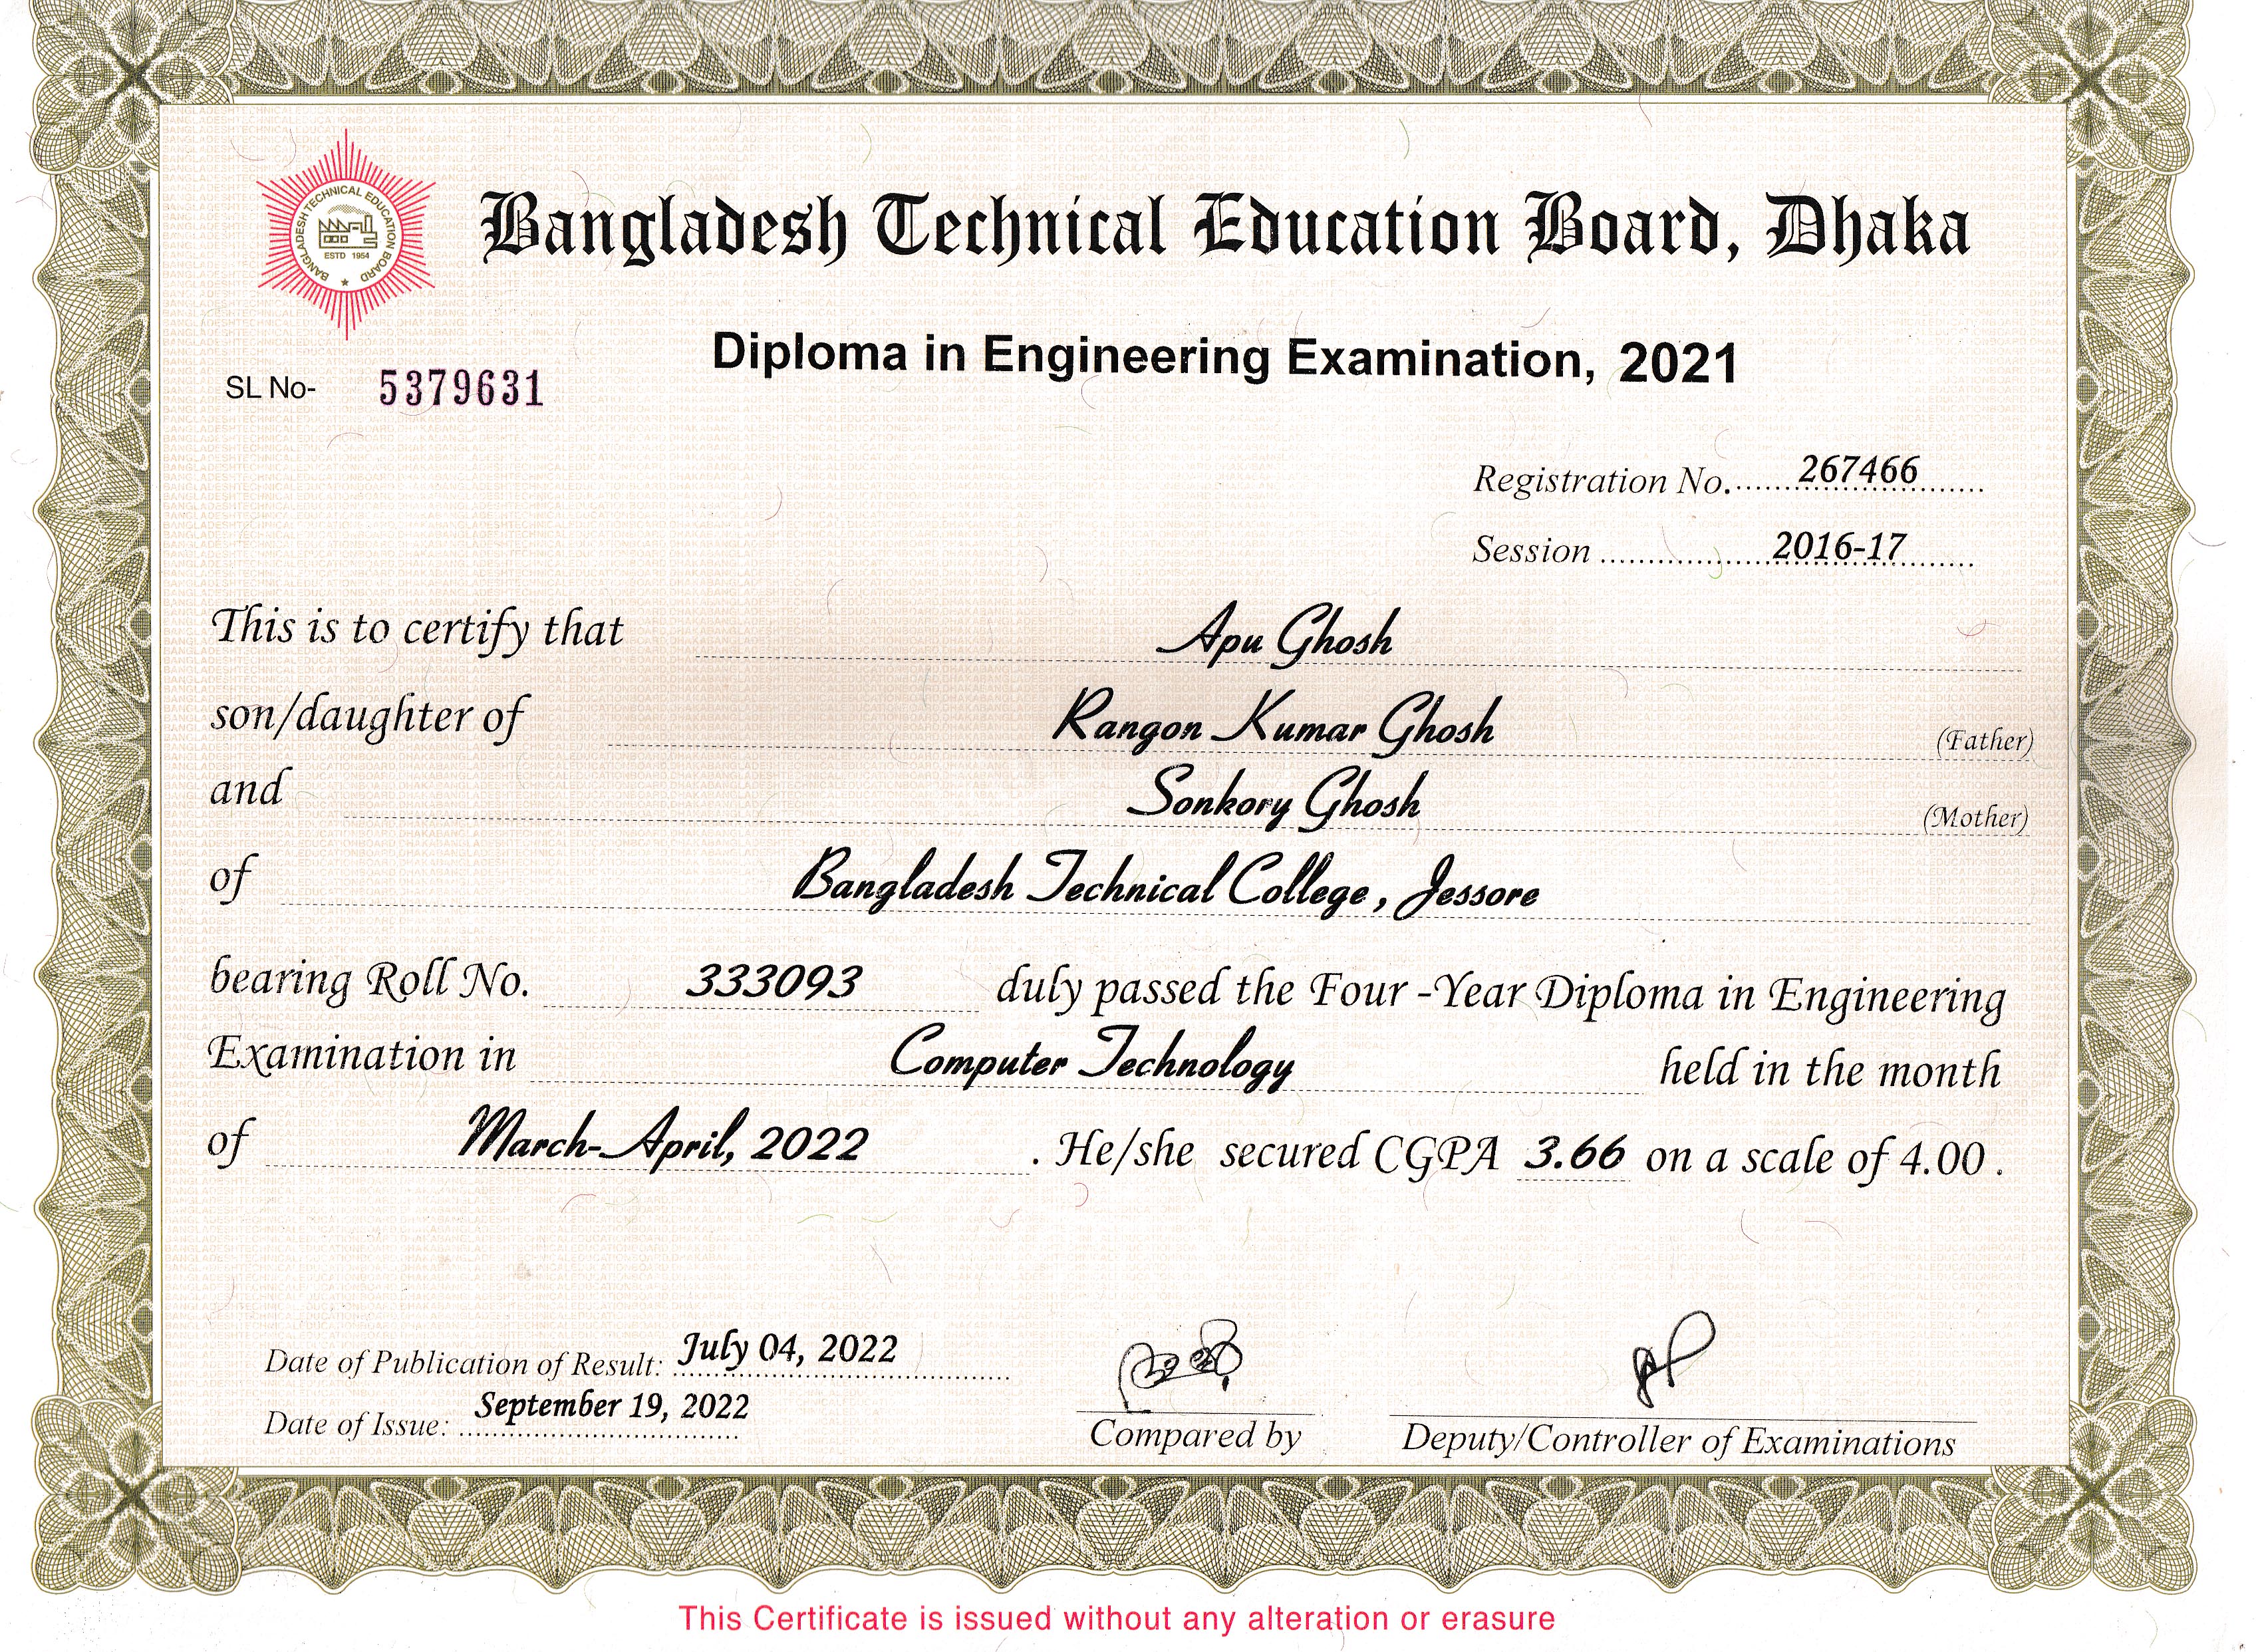 Bangladesh Technical Education Board, Dhaka
BANGLADESH TECHNICAL EDUCATION BOARD
ESTD 1954
Diploma in Engineering Examination, 2021
SL No- 5379631
Registration No. 267466
Session 2016-17
This is to certify that Apu Ghosh
son/daughter of Rangon Kumar Ghosh (Father)
and Sonkory Ghosh (Mother)
of Bangladesh Technical College, Jessore
bearing Roll No. 333093 duly passed the Four -Year Diploma in Engineering
Examination in Computer Technology held in the month
of March-April, 2022 . He/she secured CGPA 3.66 on a scale of 4.00 .
Date of Publication of Result: July 04, 2022
Date of Issue: September 19, 2022
Compared by
Deputy/Controller of Examinations
This Certificate is issued without any alteration or erasure